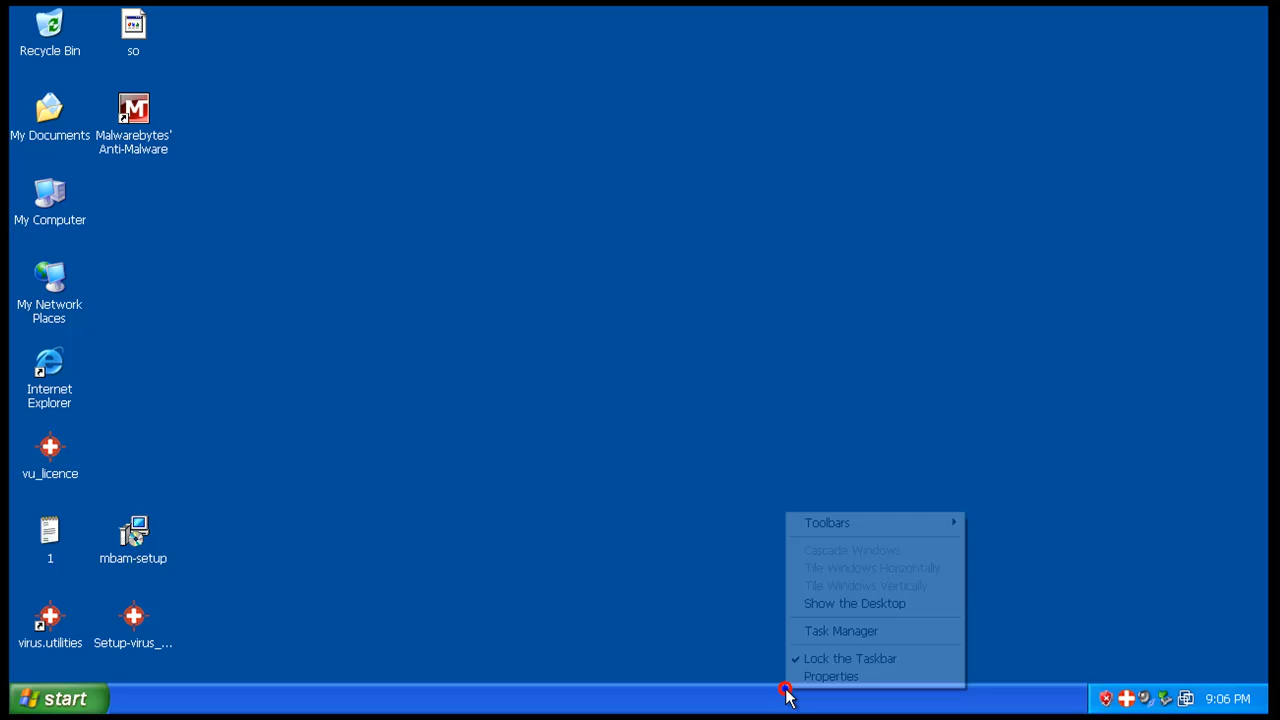 Recycle Bin
so
My Documents
Malwarebytes'
Anti-Malware
My Computer
My Network
Places
Internet
Explorer
vu_licence
1
mbam-setup
virus.utilities
Setup-virus_...
Toolbars
Cascade Windows
Tile Windows Horizontally
Tile Windows Vertically
Show the Desktop
Task Manager
Lock the Taskbar
Properties
start
9:06 PM